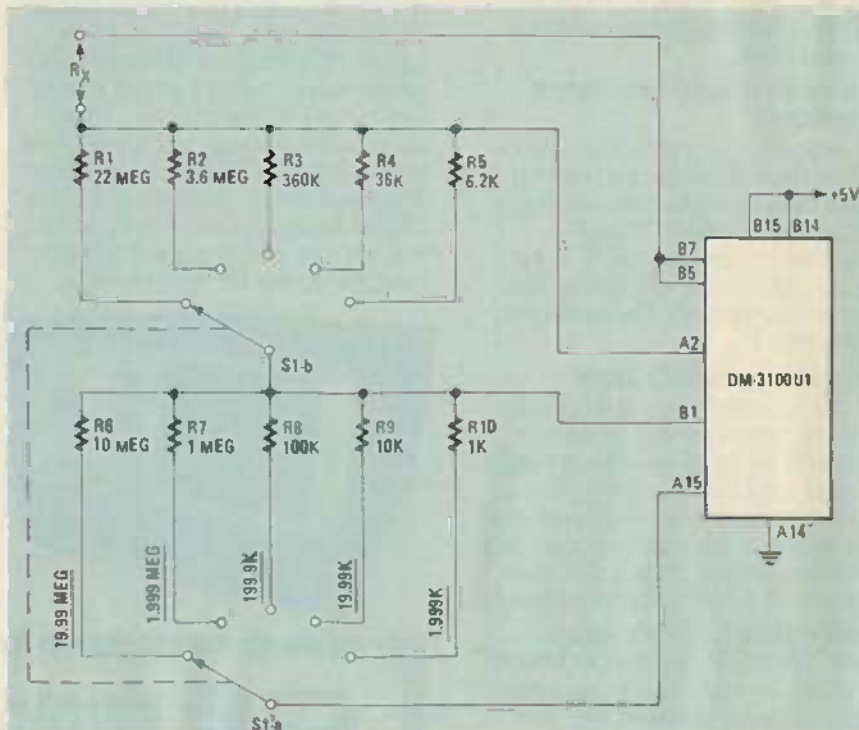 RX
R1
22 MEG
R2
3.6 MEG
R3
360K
R4
36K
R5
6.2K
+5V
B15
B14
B7
B5
A2
DM-3100U1
B1
A15
A14
S1-b
R6
10 MEG
R7
1 MEG
R8
100K
R9
10K
R10
1K
19.99 MEG
1.999 MEG
199.9K
19.99K
1.999K
S1-a